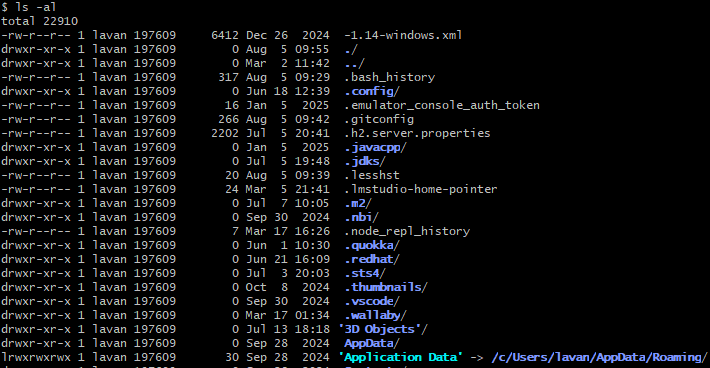 $ ls -al
total 22910
-rw-r--r-- 1 lavan 197609 6412 Dec 26 2024 -1.14-windows.xml
drwxr-xr-x 1 lavan 197609 0 Aug 5 09:55 ./
drwxr-xr-x 1 lavan 197609 0 Mar 2 11:42 ../
-rw-r--r-- 1 lavan 197609 317 Aug 5 09:29 .bash_history
drwxr-xr-x 1 lavan 197609 0 Jun 18 12:39 .config/
-rw-r--r-- 1 lavan 197609 16 Jan 5 2025 .emulator_console_auth_token
-rw-r--r-- 1 lavan 197609 266 Aug 5 09:42 .gitconfig
-rw-r--r-- 1 lavan 197609 2202 Jul 5 20:41 .h2.server.properties
drwxr-xr-x 1 lavan 197609 0 Jan 5 2025 .javacpp/
drwxr-xr-x 1 lavan 197609 0 Jul 5 19:48 .jdks/
-rw-r--r-- 1 lavan 197609 20 Aug 5 09:39 .lesshst
-rw-r--r-- 1 lavan 197609 24 Mar 5 21:41 .lmstudio-home-pointer
drwxr-xr-x 1 lavan 197609 0 Jul 7 10:05 .m2/
drwxr-xr-x 1 lavan 197609 0 Sep 30 2024 .nbi/
-rw-r--r-- 1 lavan 197609 7 Mar 17 16:26 .node_repl_history
drwxr-xr-x 1 lavan 197609 0 Jun 1 10:30 .quokka/
drwxr-xr-x 1 lavan 197609 0 Jun 21 16:09 .redhat/
drwxr-xr-x 1 lavan 197609 0 Jul 3 20:03 .sts4/
drwxr-xr-x 1 lavan 197609 0 Oct 8 2024 .thumbnails/
drwxr-xr-x 1 lavan 197609 0 Sep 30 2024 .vscode/
drwxr-xr-x 1 lavan 197609 0 Mar 17 01:34 .wallaby/
drwxr-xr-x 1 lavan 197609 0 Jul 13 18:18 '3D Objects'/
drwxr-xr-x 1 lavan 197609 0 Sep 28 2024 AppData/
lrwxrwxrwx 1 lavan 197609 30 Sep 28 2024 'Application Data' -> /c/Users/lavan/AppData/Roaming/